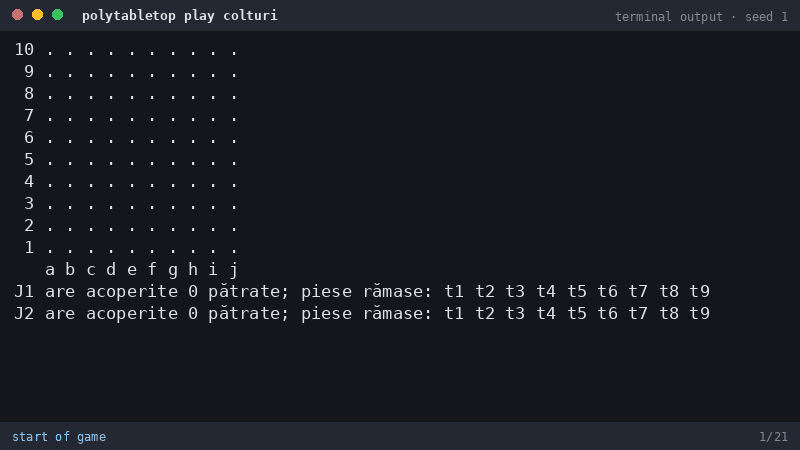 polytabletop play colturi
terminal output · seed 1
10 . . . . . . . . . .
9 . . . . . . . . . .
8 . . . . . . . . . .
7 . . . . . . . . . .
6 . . . . . . . . . .
5 . . . . . . . . . .
4 . . . . . . . . . .
3 . . . . . . . . . .
2 . . . . . . . . . .
1 . . . . . . . . . .
a b c d e f g h i j
J1 are acoperite 0 pătrate; piese rămase: t1 t2 t3 t4 t5 t6 t7 t8 t9
J2 are acoperite 0 pătrate; piese rămase: t1 t2 t3 t4 t5 t6 t7 t8 t9
start of game
1/21